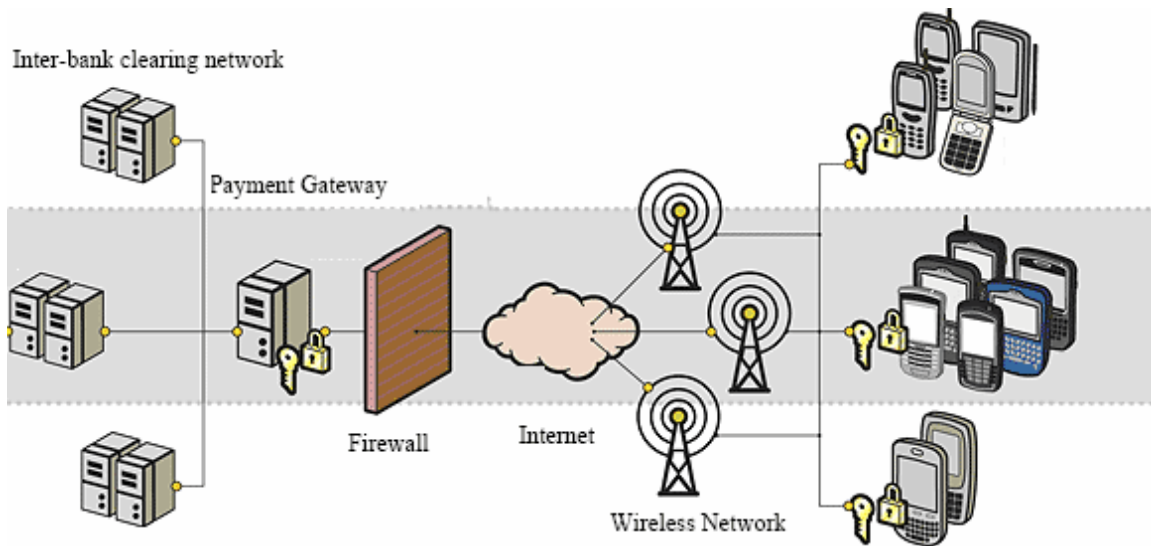 Inter-bank clearing network
Payment Gateway
Firewall
Internet
Wireless Network